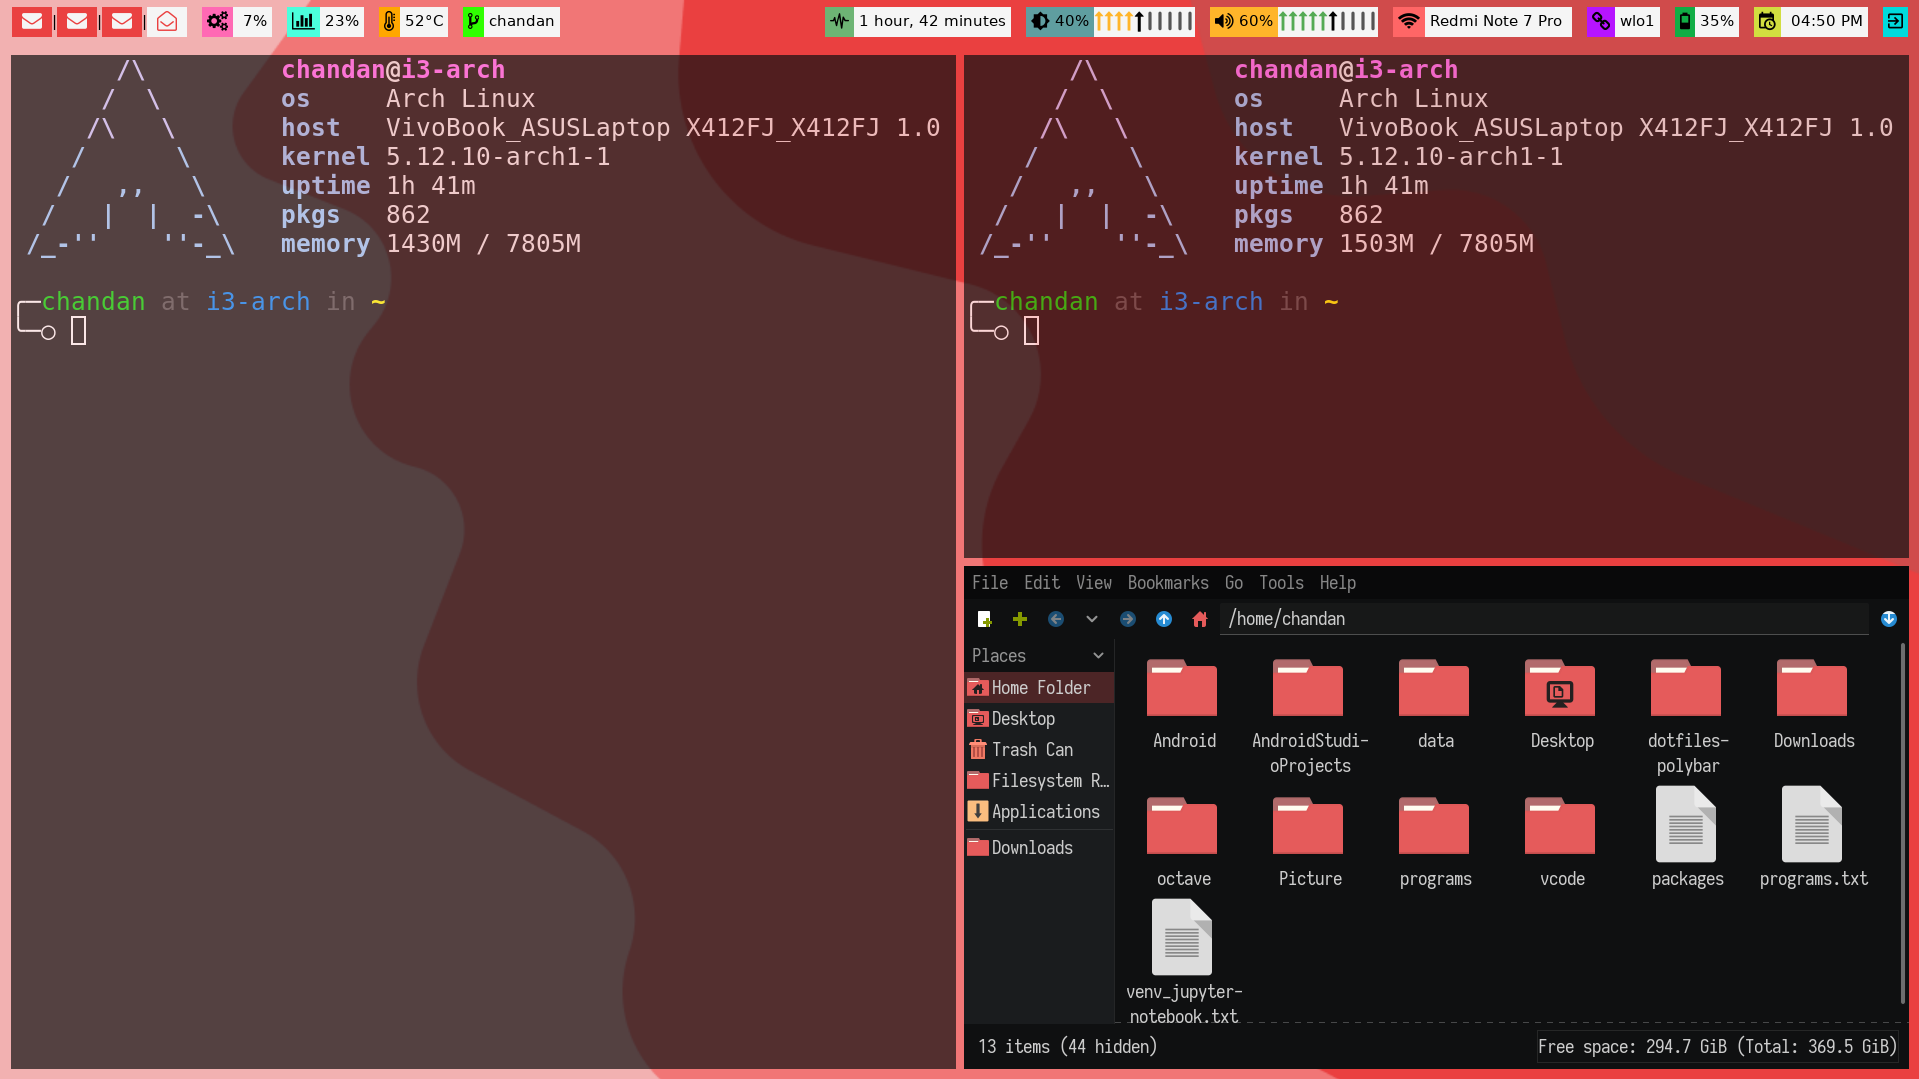 | | | 7% 23% 52°C chandan 1 hour, 42 minutes 40% 60% Redmi Note 7 Pro wlo1 35% 04:50 PM
chandan@i3-arch
os Arch Linux
host VivoBook_ASUSLaptop X412FJ_X412FJ 1.0
kernel 5.12.10-arch1-1
uptime 1h 41m
pkgs 862
memory 1430M / 7805M
chandan at i3-arch in ~
chandan@i3-arch
os Arch Linux
host VivoBook_ASUSLaptop X412FJ_X412FJ 1.0
kernel 5.12.10-arch1-1
uptime 1h 41m
pkgs 862
memory 1503M / 7805M
chandan at i3-arch in ~
File Edit View Bookmarks Go Tools Help
/home/chandan
Places
Home Folder
Desktop
Trash Can
Filesystem R…
Applications
Downloads
Android
AndroidStudi-
oProjects
data
Desktop
dotfiles-
polybar
Downloads
octave
Picture
programs
vcode
packages
programs.txt
venv_jupyter-
notebook.txt
13 items (44 hidden)
Free space: 294.7 GiB (Total: 369.5 GiB)